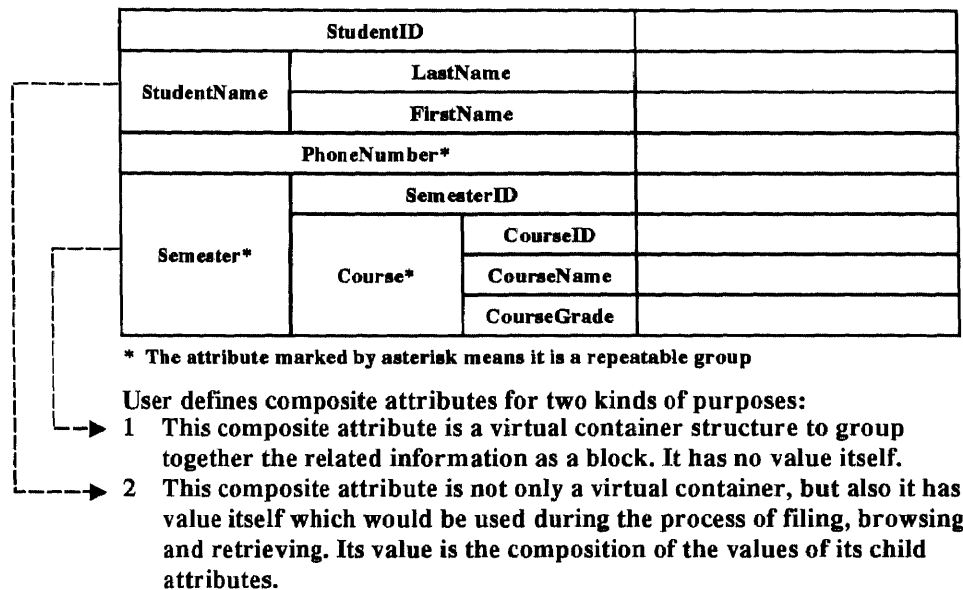 StudentID
StudentName
LastName
FirstName
PhoneNumber*
Semester*
SemesterID
Course*
CourseID
CourseName
CourseGrade
* The attribute marked by asterisk means it is a repeatable group
User defines composite attributes for two kinds of purposes:
1 This composite attribute is a virtual container structure to group
together the related information as a block. It has no value itself.
2 This composite attribute is not only a virtual container, but also it has
value itself which would be used during the process of filing, browsing
and retrieving. Its value is the composition of the values of its child
attributes.